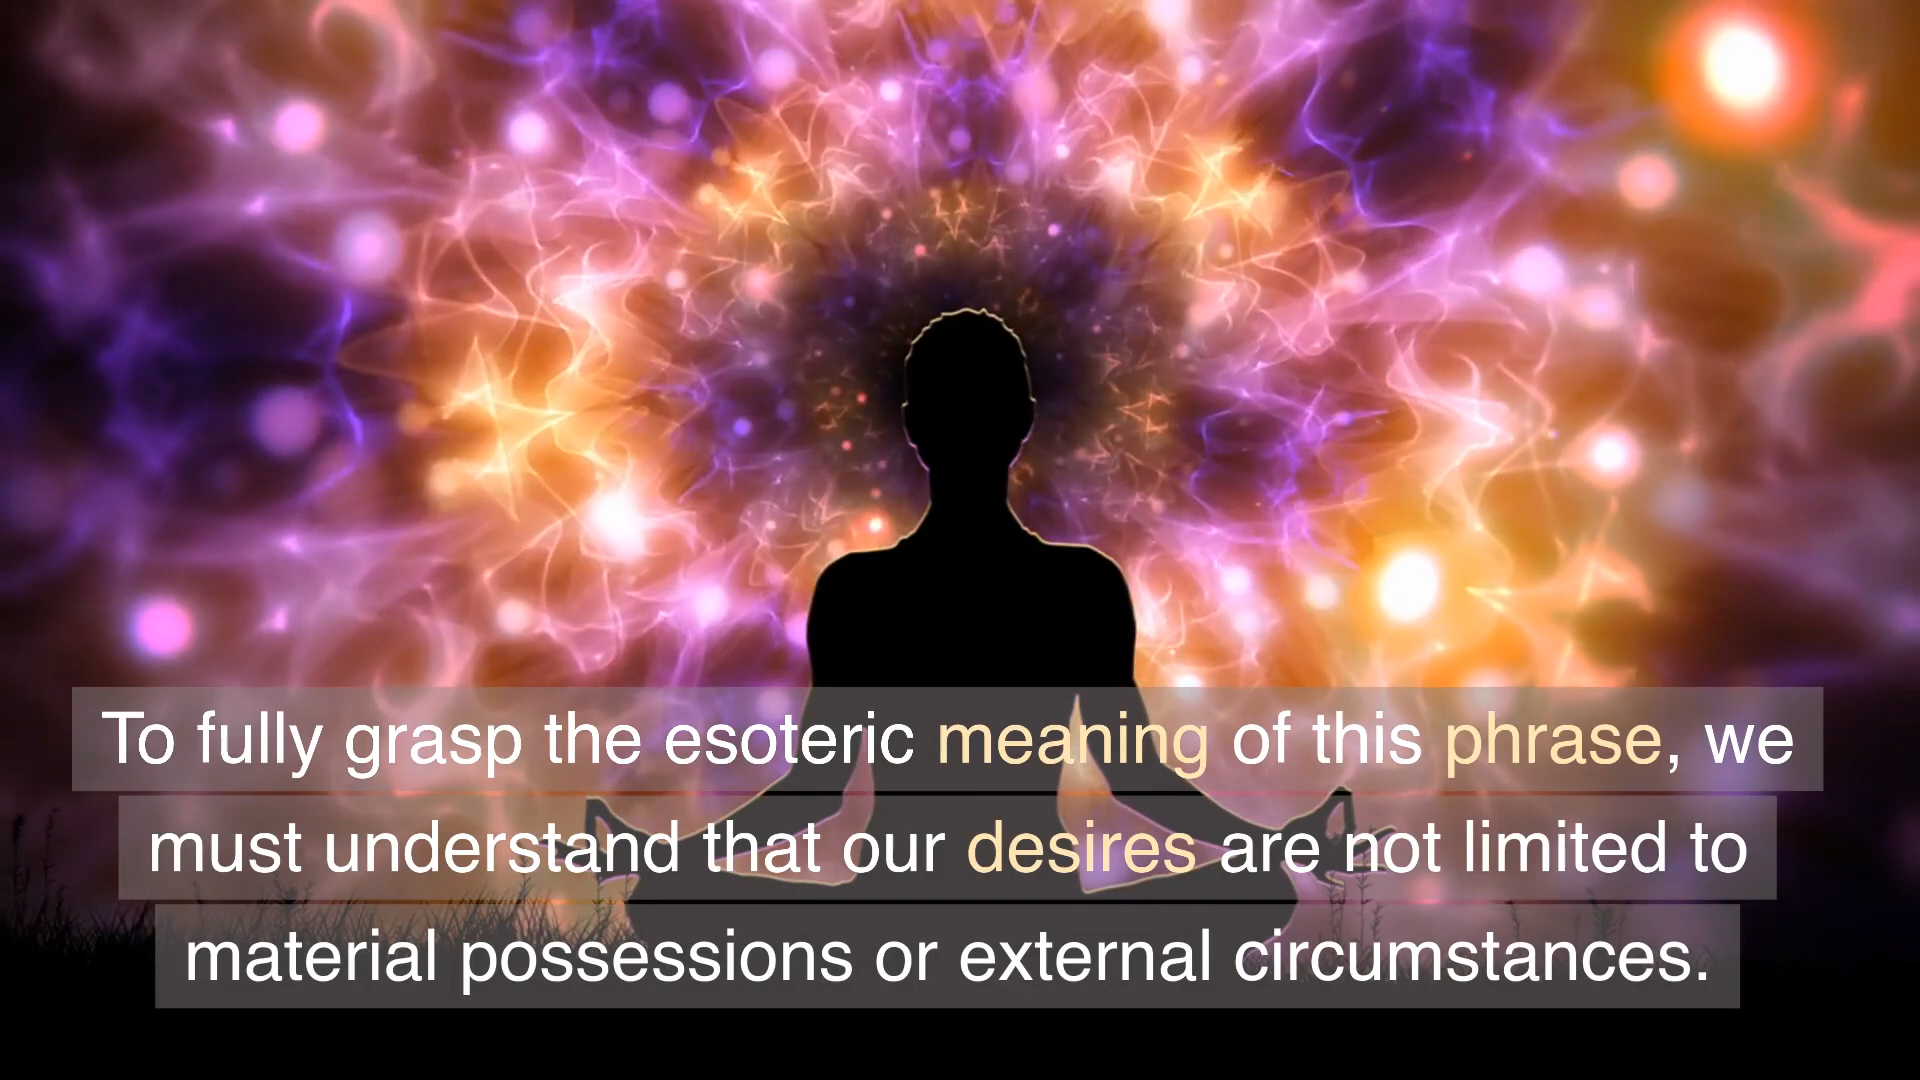 To fully grasp the esoteric meaning of this phrase, we
must understand that our desires are not limited to
material possessions or external circumstances.